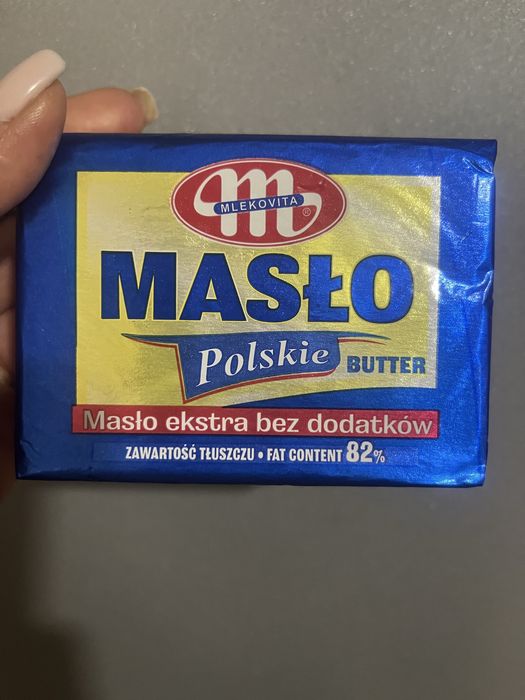 m
MLEKOVITA ®
MASŁO
Polskie BUTTER
Masło ekstra bez dodatków
ZAWARTOŚĆ TŁUSZCZU • FAT CONTENT 82%